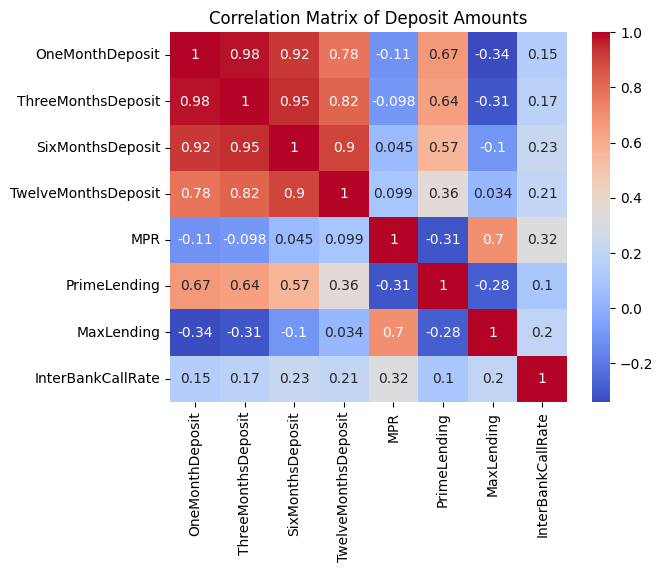 Correlation Matrix of Deposit Amounts
OneMonthDeposit 1 0.98 0.92 0.78 -0.11 0.67 -0.34 0.15
ThreeMonthsDeposit 0.98 1 0.95 0.82 -0.098 0.64 -0.31 0.17
SixMonthsDeposit 0.92 0.95 1 0.9 0.045 0.57 -0.1 0.23
TwelveMonthsDeposit 0.78 0.82 0.9 1 0.099 0.36 0.034 0.21
MPR -0.11 -0.098 0.045 0.099 1 -0.31 0.7 0.32
PrimeLending 0.67 0.64 0.57 0.36 -0.31 1 -0.28 0.1
MaxLending -0.34 -0.31 -0.1 0.034 0.7 -0.28 1 0.2
InterBankCallRate 0.15 0.17 0.23 0.21 0.32 0.1 0.2 1
OneMonthDeposit
ThreeMonthsDeposit
SixMonthsDeposit
TwelveMonthsDeposit
MPR
PrimeLending
MaxLending
InterBankCallRate
1.0
0.8
0.6
0.4
0.2
0.0
−0.2